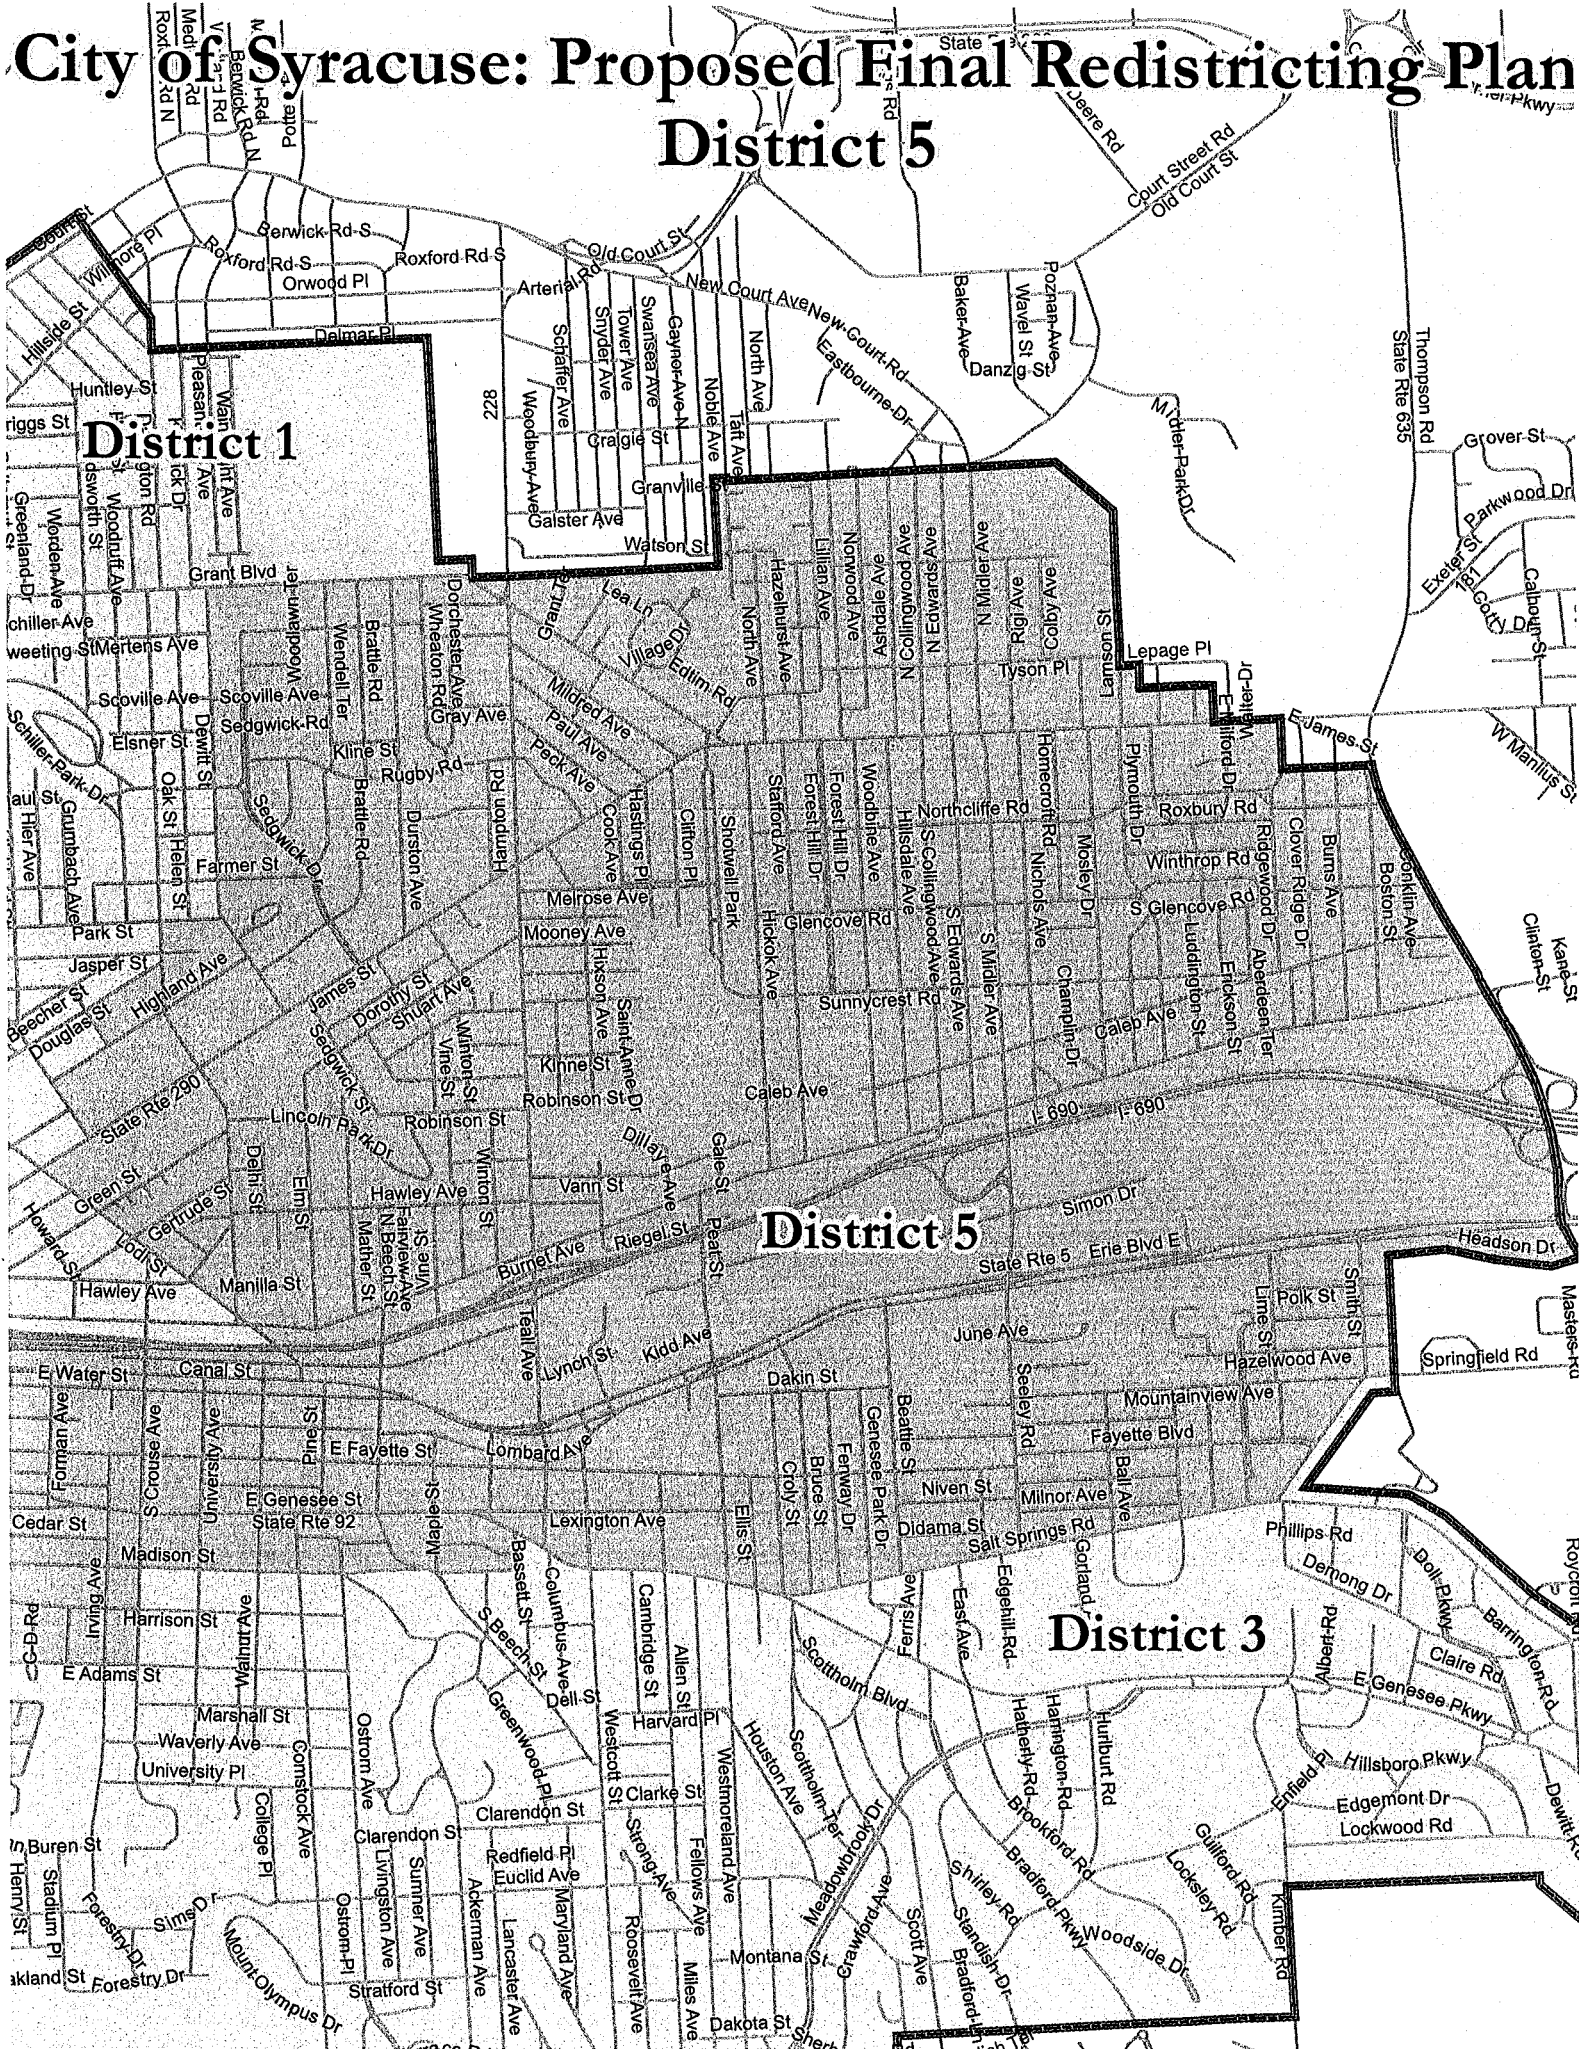 City of Syracuse: Proposed Final Redistricting Plan
District 5
Berwick Rd N
Deere Rd
Court Street Rd
Old Court St
Court St
Wilmore Pl
Berwick Rd S
Roxford Rd S
Roxford Rd S
Orwood Pl
Old Court St
Arterial Rd
New Court Ave
New Court Rd
Hillside St
Delmar Pl
Schaffer Ave
Snyder Ave
Tower Ave
Swansea Ave
Gaynor Ave N
Noble Ave
North Ave
Taft Ave
Eastbourne Dr
Baker Ave
Wavel St
Poznan Ave
Danzig St
Thompson Rd
State Rte 635
Midler Park Dr
Huntley St
228
Woodbury Ave
Craigie St
Granville St
Galster Ave
Watson St
Grover St
Parkwood Dr
Exeter St
181
Corty Dr
Calhoun St
District 1
Greenland Dr
Worden Ave
Woodruff Ave
Grant Blvd
Mertens Ave
Woodlawn Ter
Wendell Ter
Brattle Rd
Dorchester Ave
Wheaton Rd
Lea Ln
Village Dr
Edtim Rd
North Ave
Hazelhurst Ave
Lillian Ave
Norwood Ave
Ashdale Ave
N Collingwood Ave
N Edwards Ave
N Midler Ave
Rigi Ave
Coby Ave
Tyson Pl
Lamson St
Lepage Pl
Walter Dr
E James St
W Manlius St
Scoville Ave
Scoville Ave
Sedgwick Rd
Gray Ave
Mildred Ave
Paul Ave
Peck Ave
Elsner St
Dewitt St
Kline St
Rugby Rd
Schiller Park Dr
Oak St
Helen St
Grumbach Ave
Sedgwick Dr
Brattle Rd
Durston Ave
Hampton Rd
Cook Ave
Hastings Pl
Clifton Pl
Shotwell Park
Stafford Ave
Forest Hill Dr
Forest Hill Dr
Woodbine Ave
Hillsdale Ave
S Collingwood Ave
Northcliffe Rd
Homecroft Rd
Plymouth Dr
Roxbury Rd
E Milford Dr
Farmer St
Melrose Ave
Nichols Ave
Mosley Dr
Winthrop Rd
Ridgewood Dr
Clover Ridge Dr
Burns Ave
Boston St
Conklin Ave
Park St
Mooney Ave
Hickok Ave
Glencove Rd
S Edwards Ave
S Midler Ave
S Glencove Rd
Luddington St
Erickson St
Aberdeen Ter
Clinton St
Kane St
Jasper St
Highland Ave
James St
Dorothy St
Shuart Ave
Hixson Ave
Saint Anne Dr
Sunnycrest Rd
Champlin Dr
Caleb Ave
Beecher St
Douglas St
Sedgwick St
Winton St
Vine St
Kinne St
Robinson St
Caleb Ave
State Rte 290
Lincoln Park Dr
Robinson St
Dillaye Ave
Gale St
I- 690
I- 690
Green St
Gertrude St
Delhi St
Elm St
Hawley Ave
Winton St
Vann St
Howard St
Lodi St
Mather St
N Beech St
Fairview Ave
Vine St
Burnet Ave
Riegel St
Peat St
District 5
Simon Dr
State Rte 5
Erie Blvd E
Headson Dr
Hawley Ave
Manilla St
Teall Ave
Lynch St
Kidd Ave
June Ave
Lime St
Polk St
Smith St
Masters Rd
E Water St
Canal St
Dakin St
Hazelwood Ave
Springfield Rd
Forman Ave
S Crouse Ave
University Ave
Pine St
E Fayette St
Lombard Ave
Beattie St
Seeley Rd
Mountainview Ave
Fayette Blvd
E Genesee St
State Rte 92
Maple St
Lexington Ave
Ellis St
Croly St
Bruce St
Fenway Dr
Genesee Park Dr
Niven St
Milnor Ave
Ball Ave
Didama St
Salt Springs Rd
Cedar St
Madison St
Irving Ave
Bassett St
Columbus Ave
Cambridge St
Allen St
Ferris Ave
East Ave
Edgehill Rd
Phillips Rd
Demong Dr
Doll Pkwy
Barrington Rd
Harrison St
Walnut Ave
S Beech St
Dell St
E Adams St
District 3
Albert Rd
Claire Rd
E Genesee Pkwy
Scottholm Blvd
Marshall St
Waverly Ave
University Pl
Comstock Ave
Ostrom Ave
Greenwood Pl
Westcott St
Harvard Pl
Westmoreland Ave
Houston Ave
Scottholm Ter
Hatherly Rd
Hamington Rd
Hurlburt Rd
Hillsboro Pkwy
Edgemont Dr
Lockwood Rd
College Pl
Clarendon St
Clarke St
Clarendon St
Redfield Pl
Euclid Ave
Strong Ave
Fellows Ave
Meadowbrook Dr
Brookford Rd
Bradford Pkwy
Shirley Rd
Guilford Rd
Locksley Rd
Henry St
Stadium Pl
Forestry Dr
Sims Dr
Ostrom Pl
Livingston Ave
Sumner Ave
Ackerman Ave
Lancaster Ave
Maryland Ave
Roosevelt Ave
Miles Ave
Montana St
Crawford Ave
Scott Ave
Standish Dr
Woodside Dr
Kimber Rd
Forestry Dr
Mount Olympus Dr
Stratford St
Dakota St
Bradford Ln